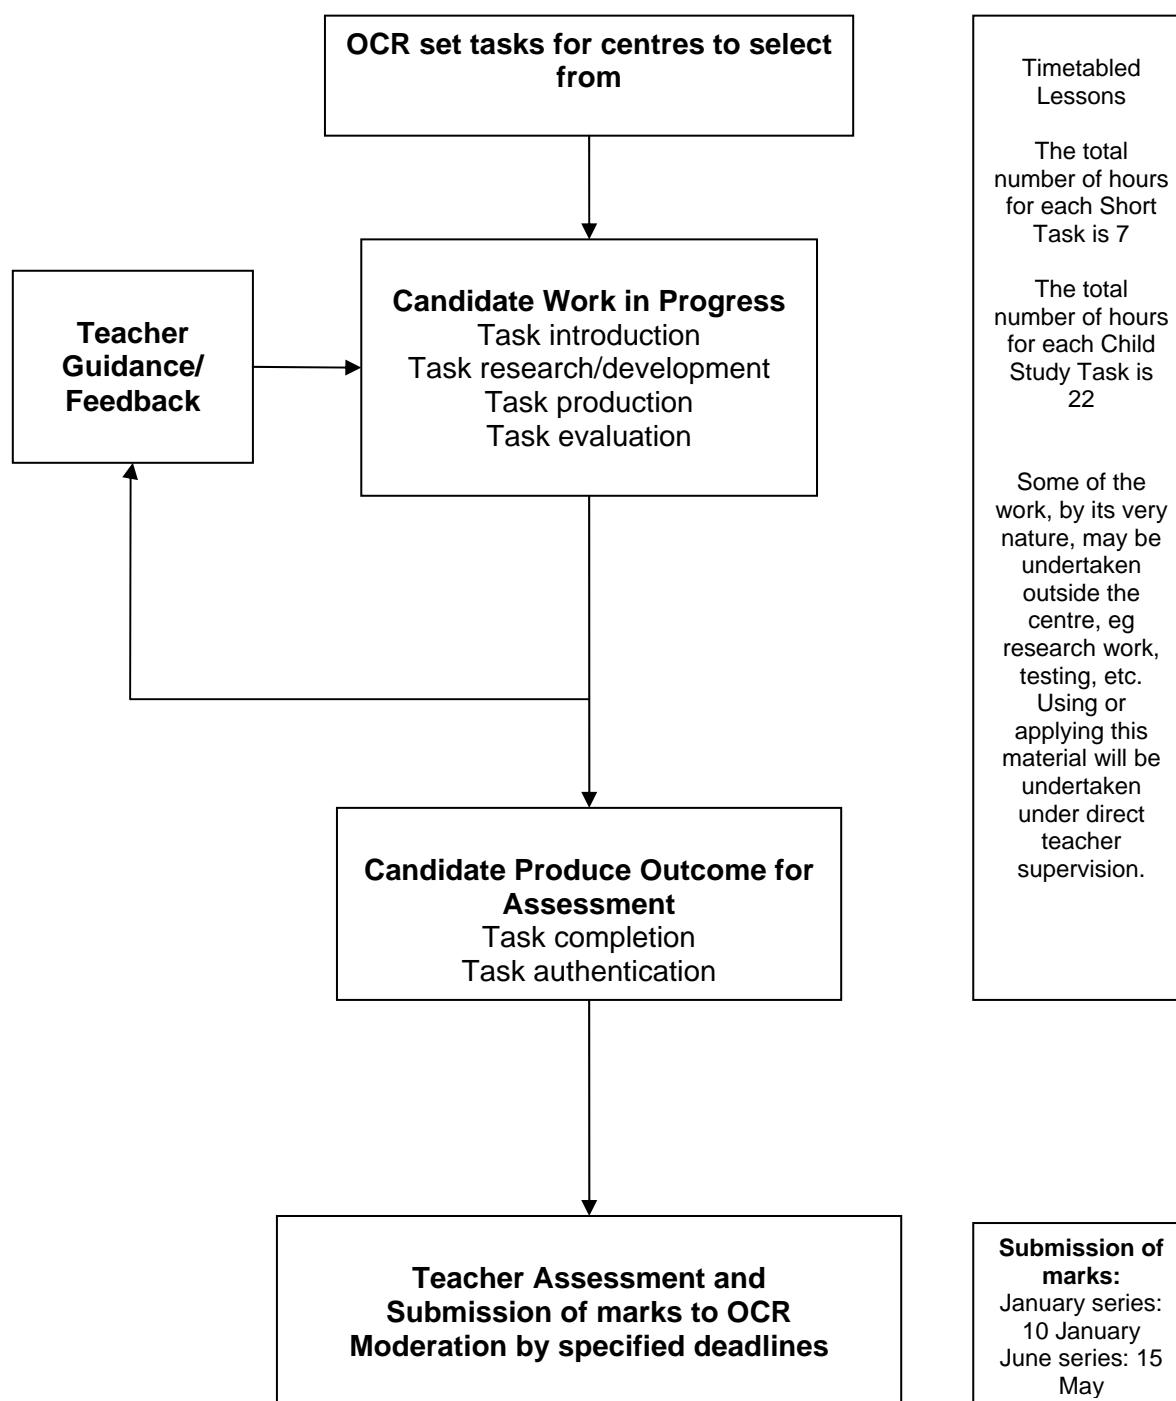 OCR set tasks for centres to select
from
Timetabled
Lessons
The total
number of hours
for each Short
Task is 7
The total
number of hours
for each Child
Study Task is
22
Some of the
work, by its very
nature, may be
undertaken
outside the
centre, eg
research work,
testing, etc.
Using or
applying this
material will be
undertaken
under direct
teacher
supervision.
Teacher
Guidance/
Feedback
Candidate Work in Progress
Task introduction
Task research/development
Task production
Task evaluation
Candidate Produce Outcome for
Assessment
Task completion
Task authentication
Teacher Assessment and
Submission of marks to OCR
Moderation by specified deadlines
Submission of
marks:
January series:
10 January
June series: 15
May